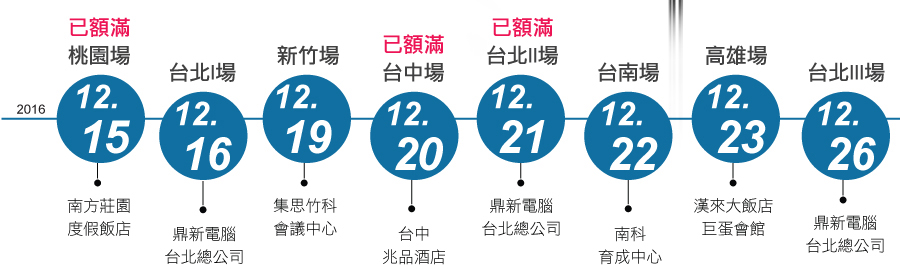 2016
已額滿
桃園場
12.
15
南方莊園
度假飯店
台北I場
12.
16
鼎新電腦
台北總公司
新竹場
12.
19
集思竹科
會議中心
已額滿
台中場
12.
20
台中
兆品酒店
已額滿
台北II場
12.
21
鼎新電腦
台北總公司
台南場
12.
22
南科
育成中心
高雄場
12.
23
漢來大飯店
巨蛋會館
台北III場
12.
26
鼎新電腦
台北總公司